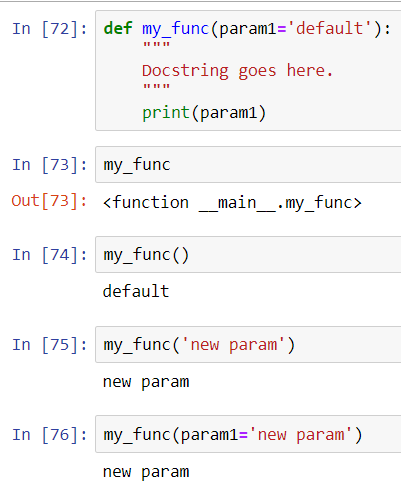 In [72]: def my_func(param1='default'):
"""
Docstring goes here.
"""
print(param1)
In [73]: my_func
Out[73]: <function __main__.my_func>
In [74]: my_func()
default
In [75]: my_func('new param')
new param
In [76]: my_func(param1='new param')
new param